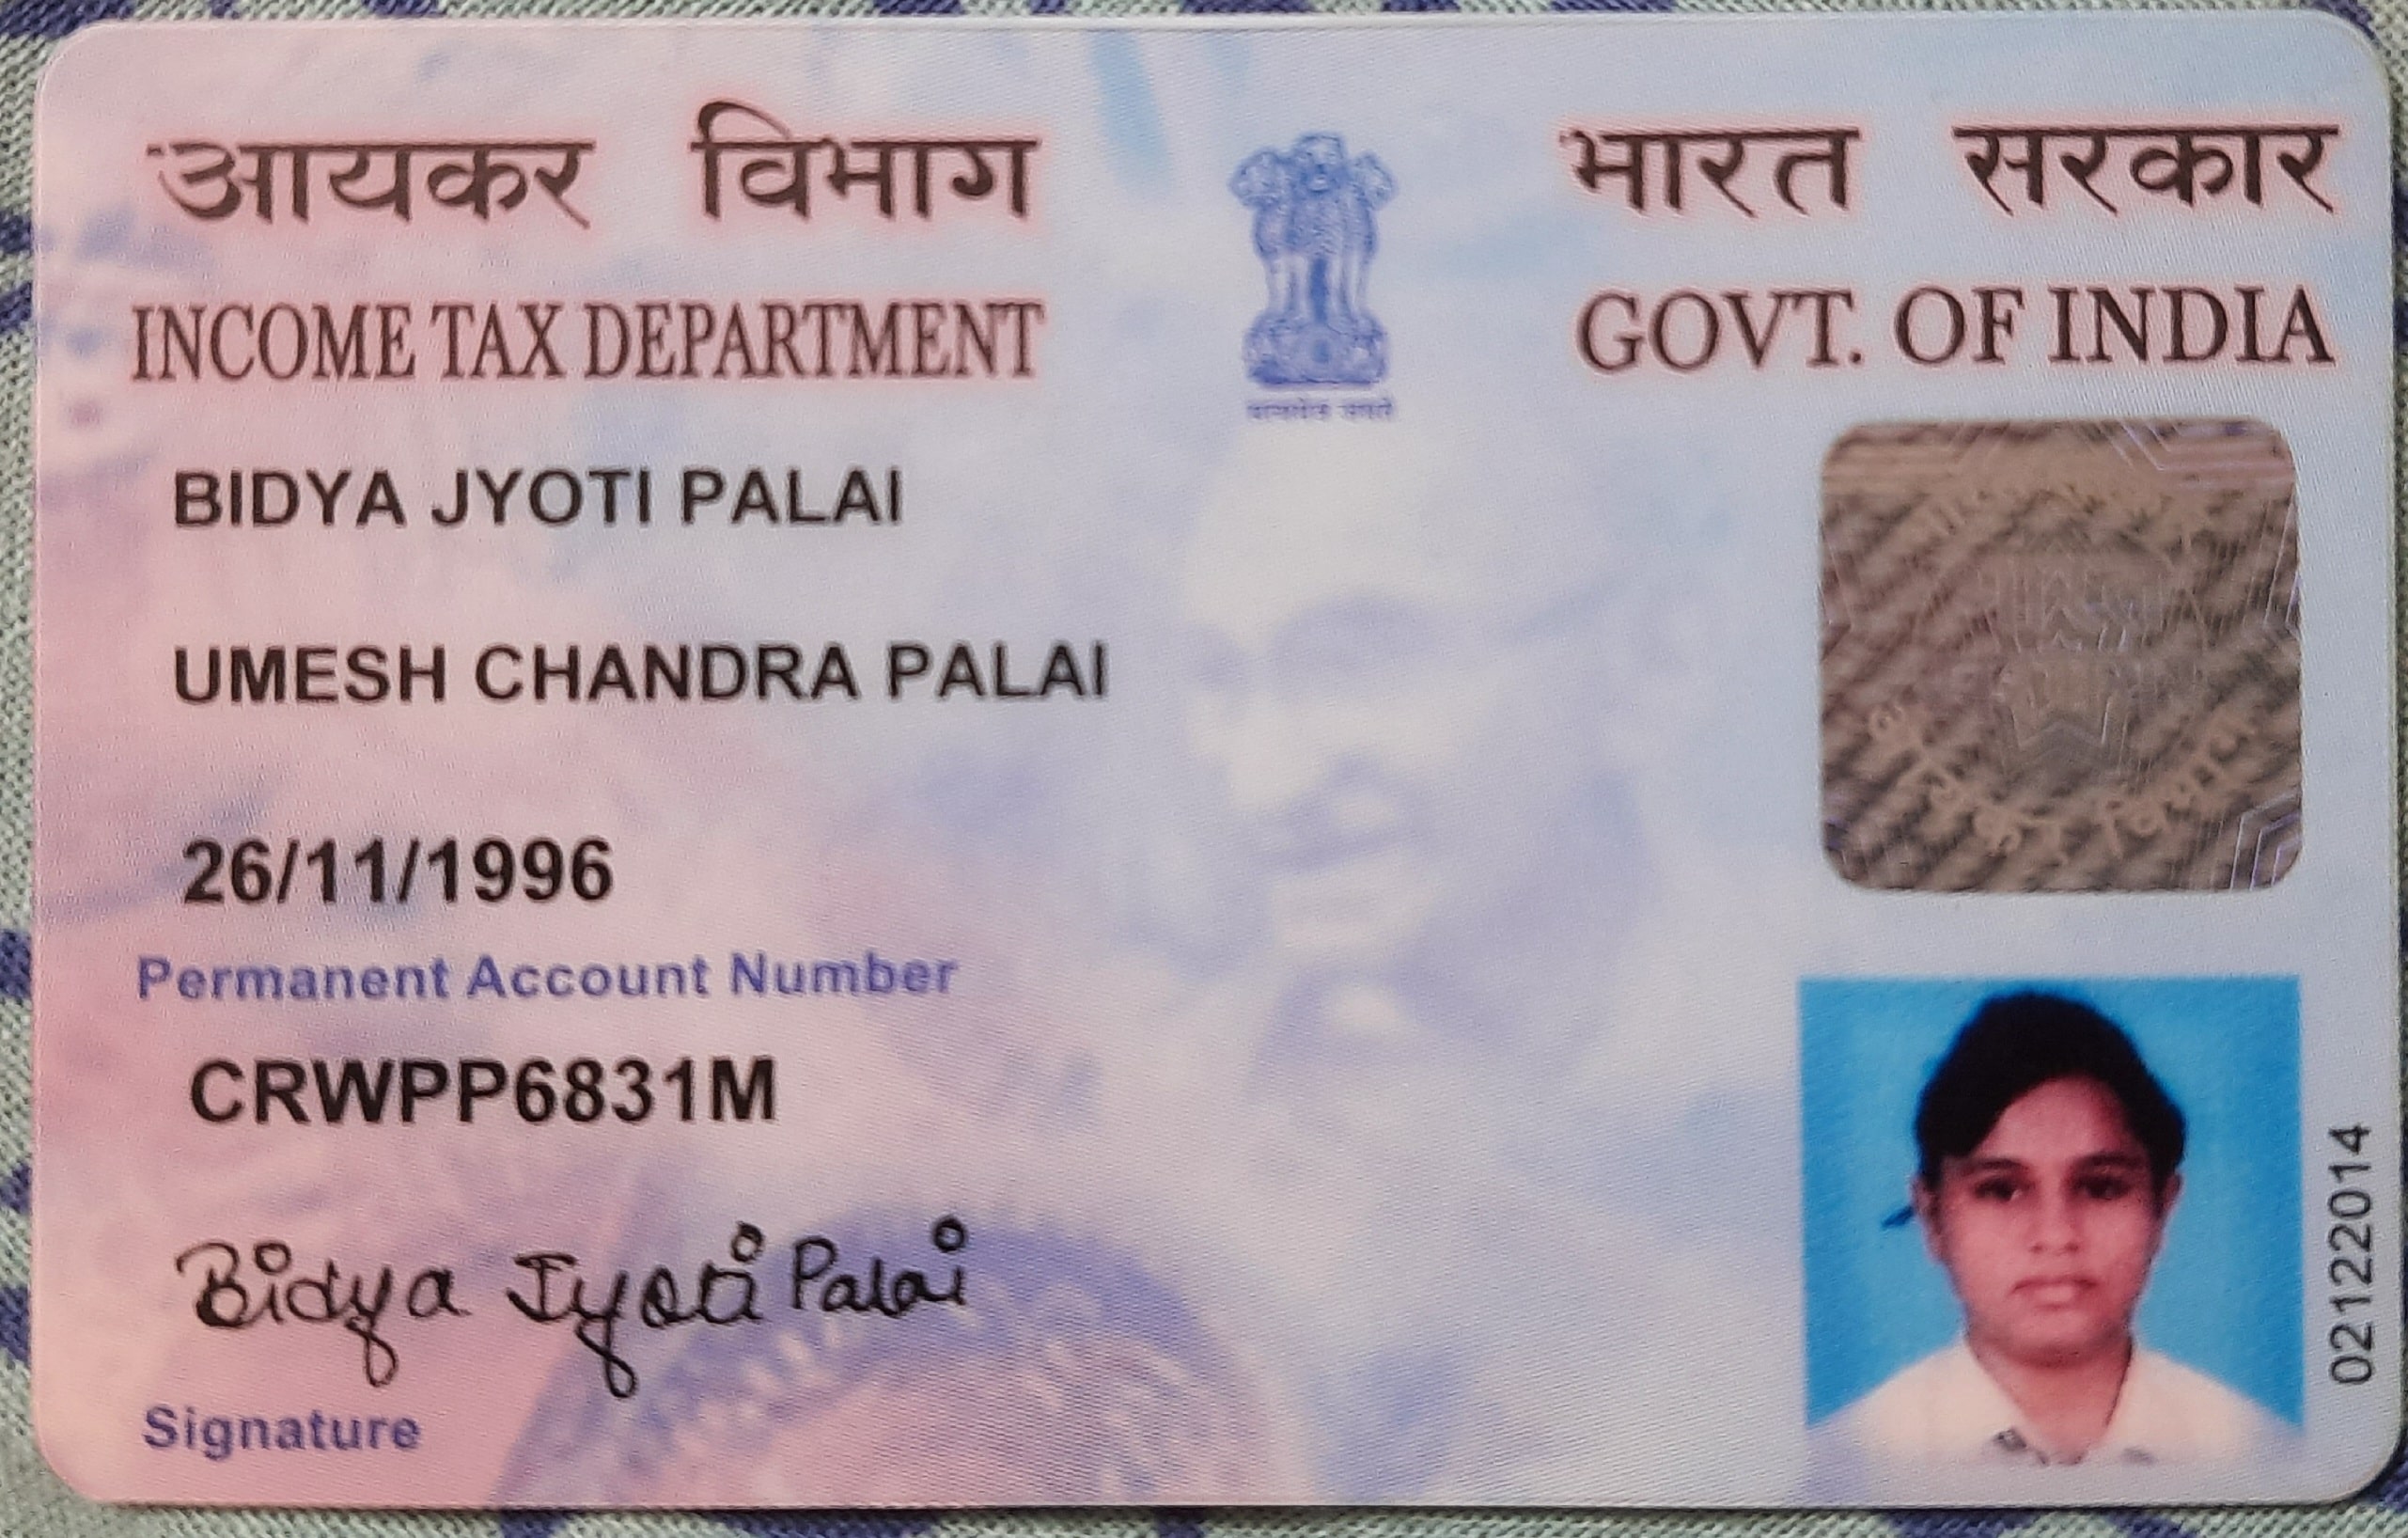 आयकर विभाग
INCOME TAX DEPARTMENT
भारत सरकार
GOVT. OF INDIA
BIDYA JYOTI PALAI
UMESH CHANDRA PALAI
26/11/1996
Permanent Account Number
CRWPP6831M
Bidya Jyoti Palai
Signature
02122014